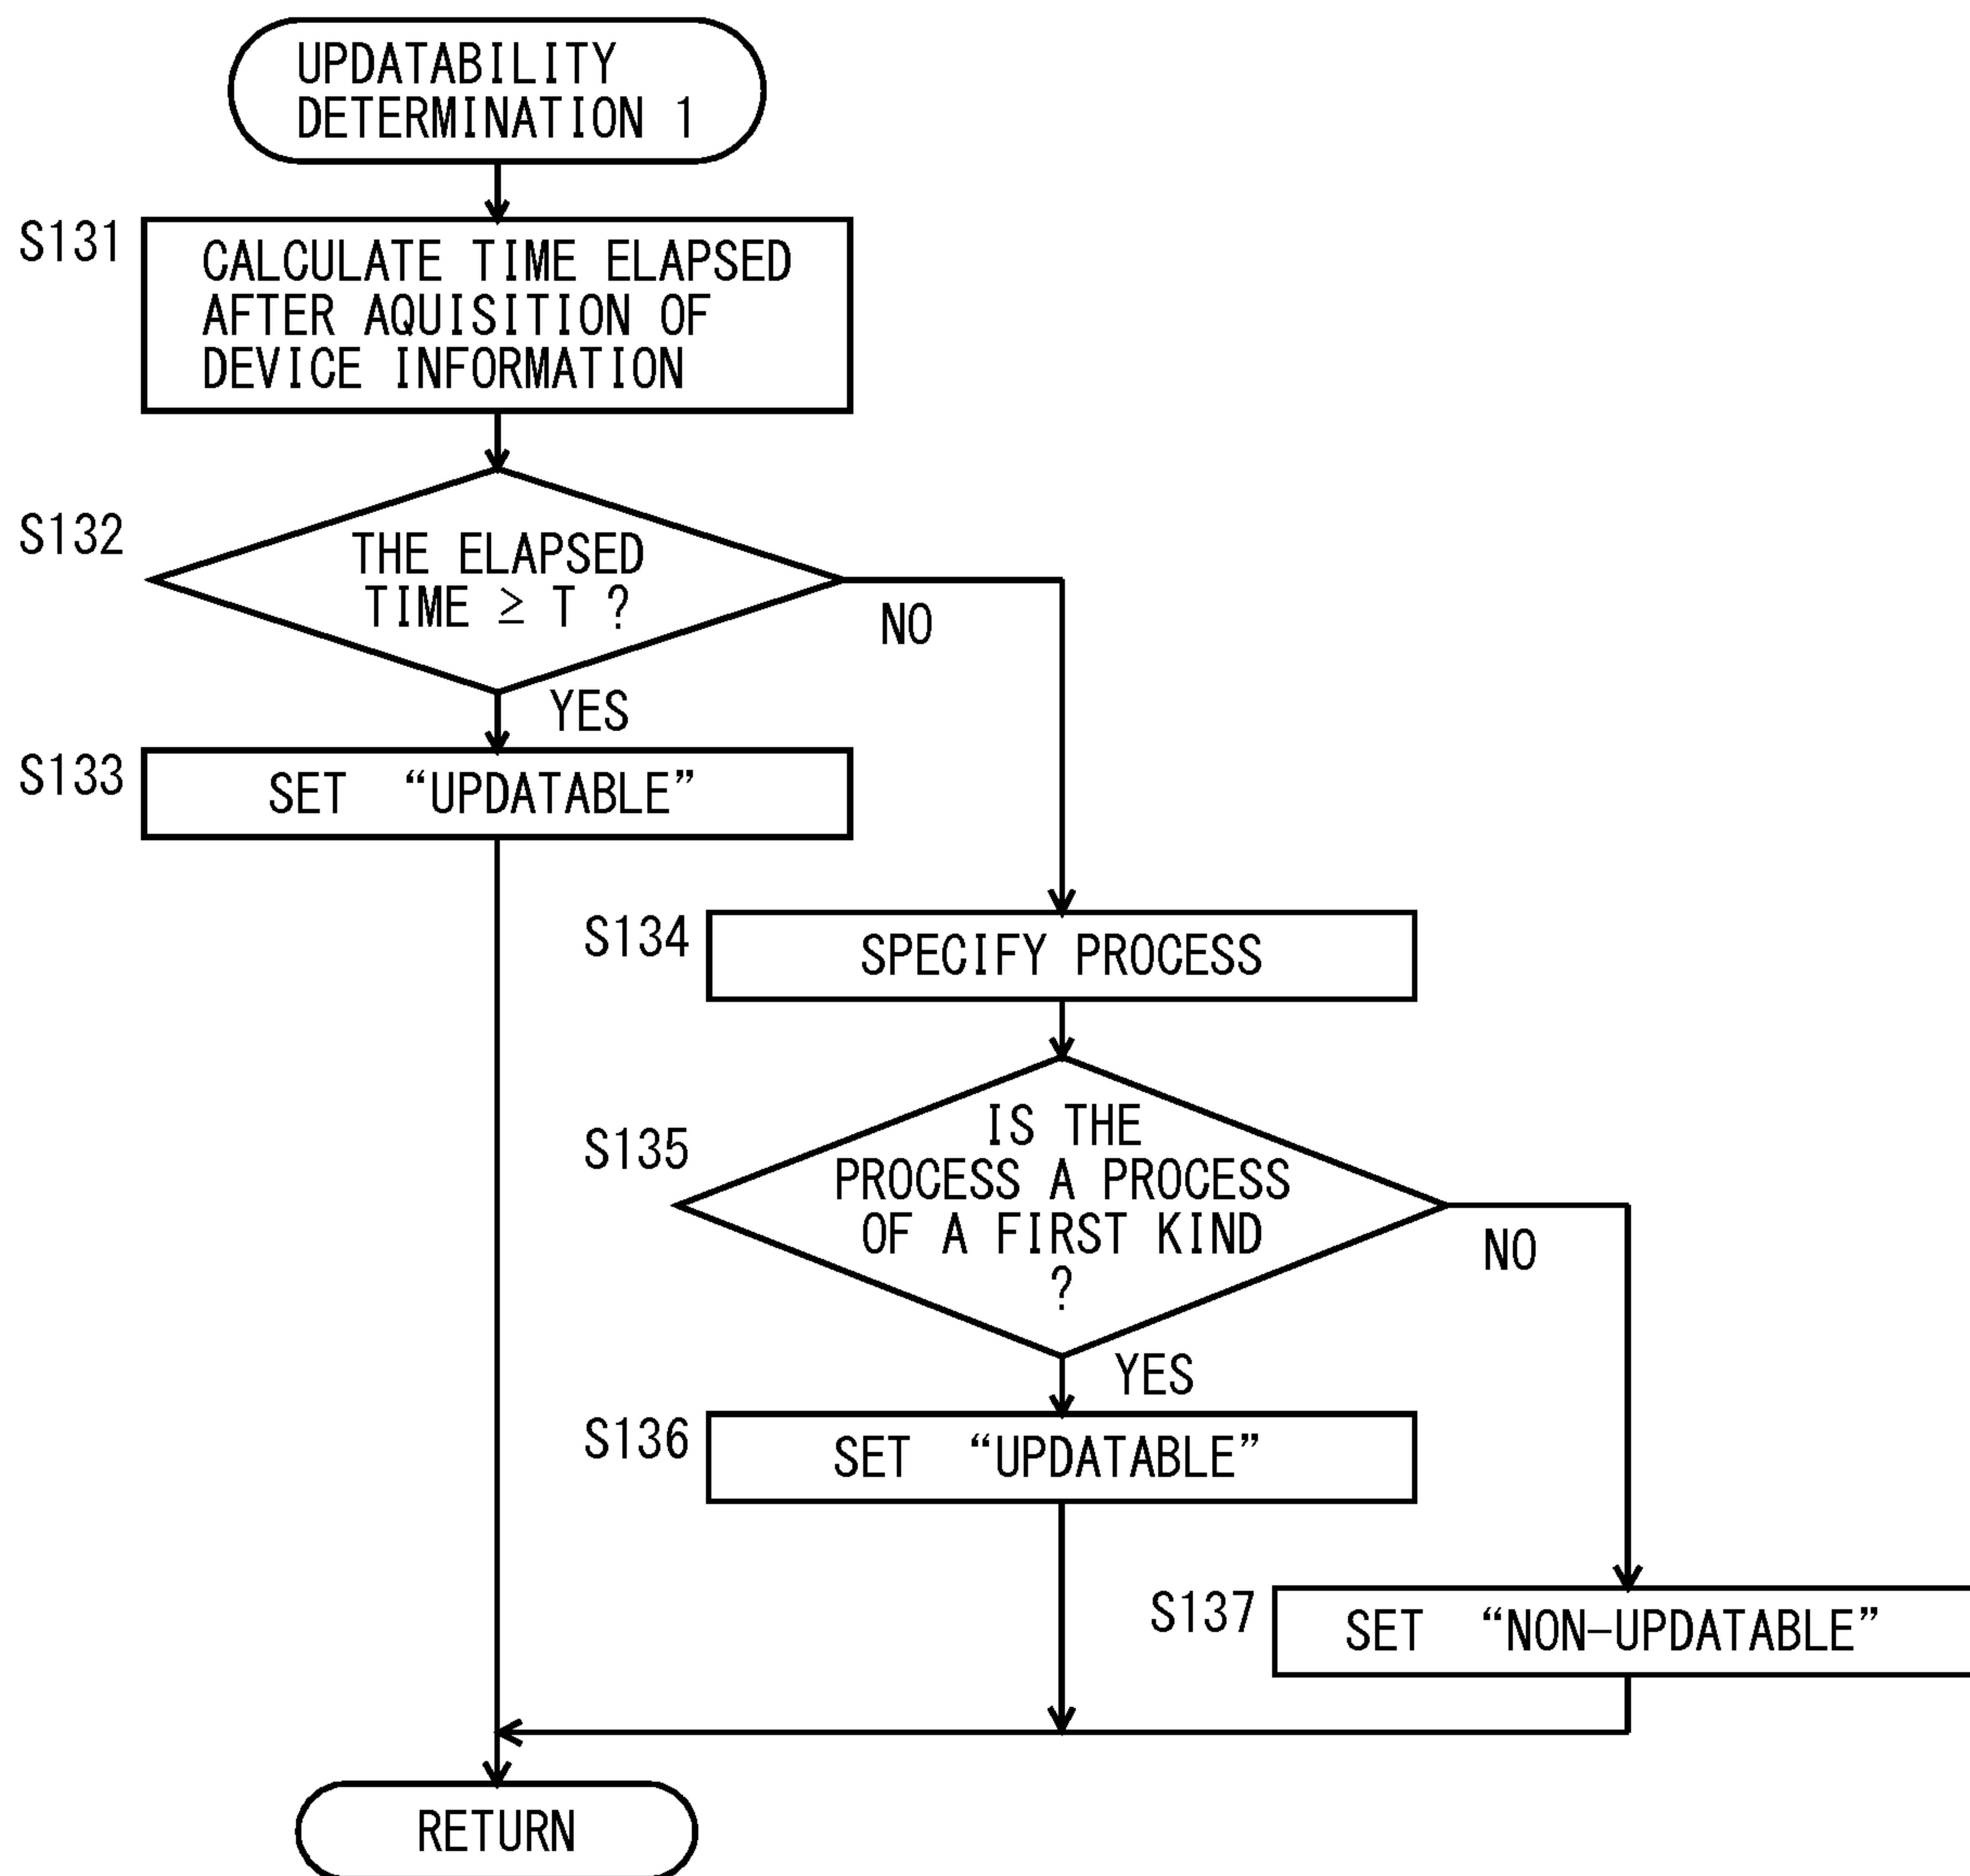 UPDATABILITY
DETERMINATION 1
S131
CALCULATE TIME ELAPSED
AFTER AQUISITION OF
DEVICE INFORMATION
S132
THE ELAPSED
TIME ≥ T ?
NO
YES
S133
SET “UPDATABLE”
S134
SPECIFY PROCESS
S135
IS THE
PROCESS A PROCESS
OF A FIRST KIND
?
NO
YES
S136
SET “UPDATABLE”
S137
SET “NON-UPDATABLE”
RETURN